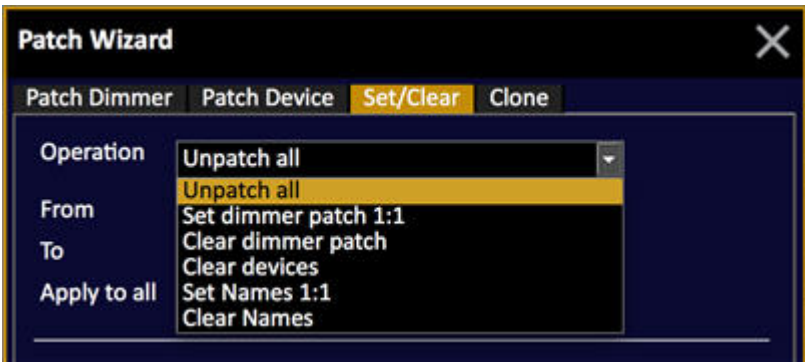 Patch Wizard
Patch Dimmer Patch Device Set/Clear Clone
Operation Unpatch all
Unpatch all
From
Set dimmer patch 1:1
Clear dimmer patch
To
Clear devices
Apply to all Set Names 1:1
Clear Names